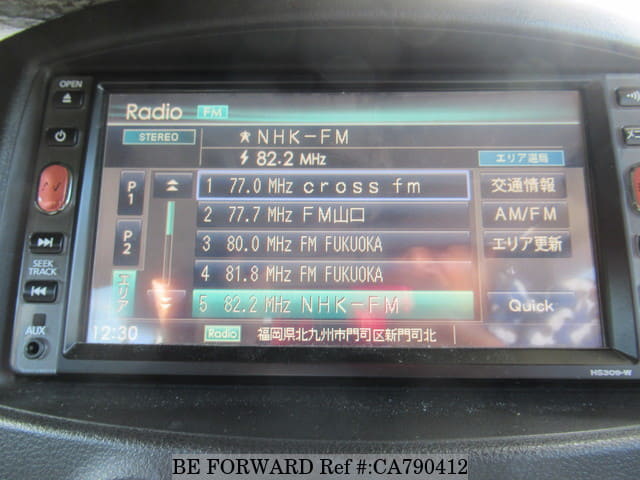 OPEN
Radio FM
STEREO
NHK-FM
82.2 MHz
エリア選局
P1
1 77.0 MHz cross fm
交通情報
2 77.7 MHz FM山口
AM/FM
P2
3 80.0 MHz FM FUKUOKA
エリア更新
SEEK
TRACK
4 81.8 MHz FM FUKUOKA
エリア
5 82.2 MHz NHK-FM
Quick
AUX
12:30
Radio 福岡県北九州市門司区新門司北
HS309-W
BE FORWARD Ref #:CA790412